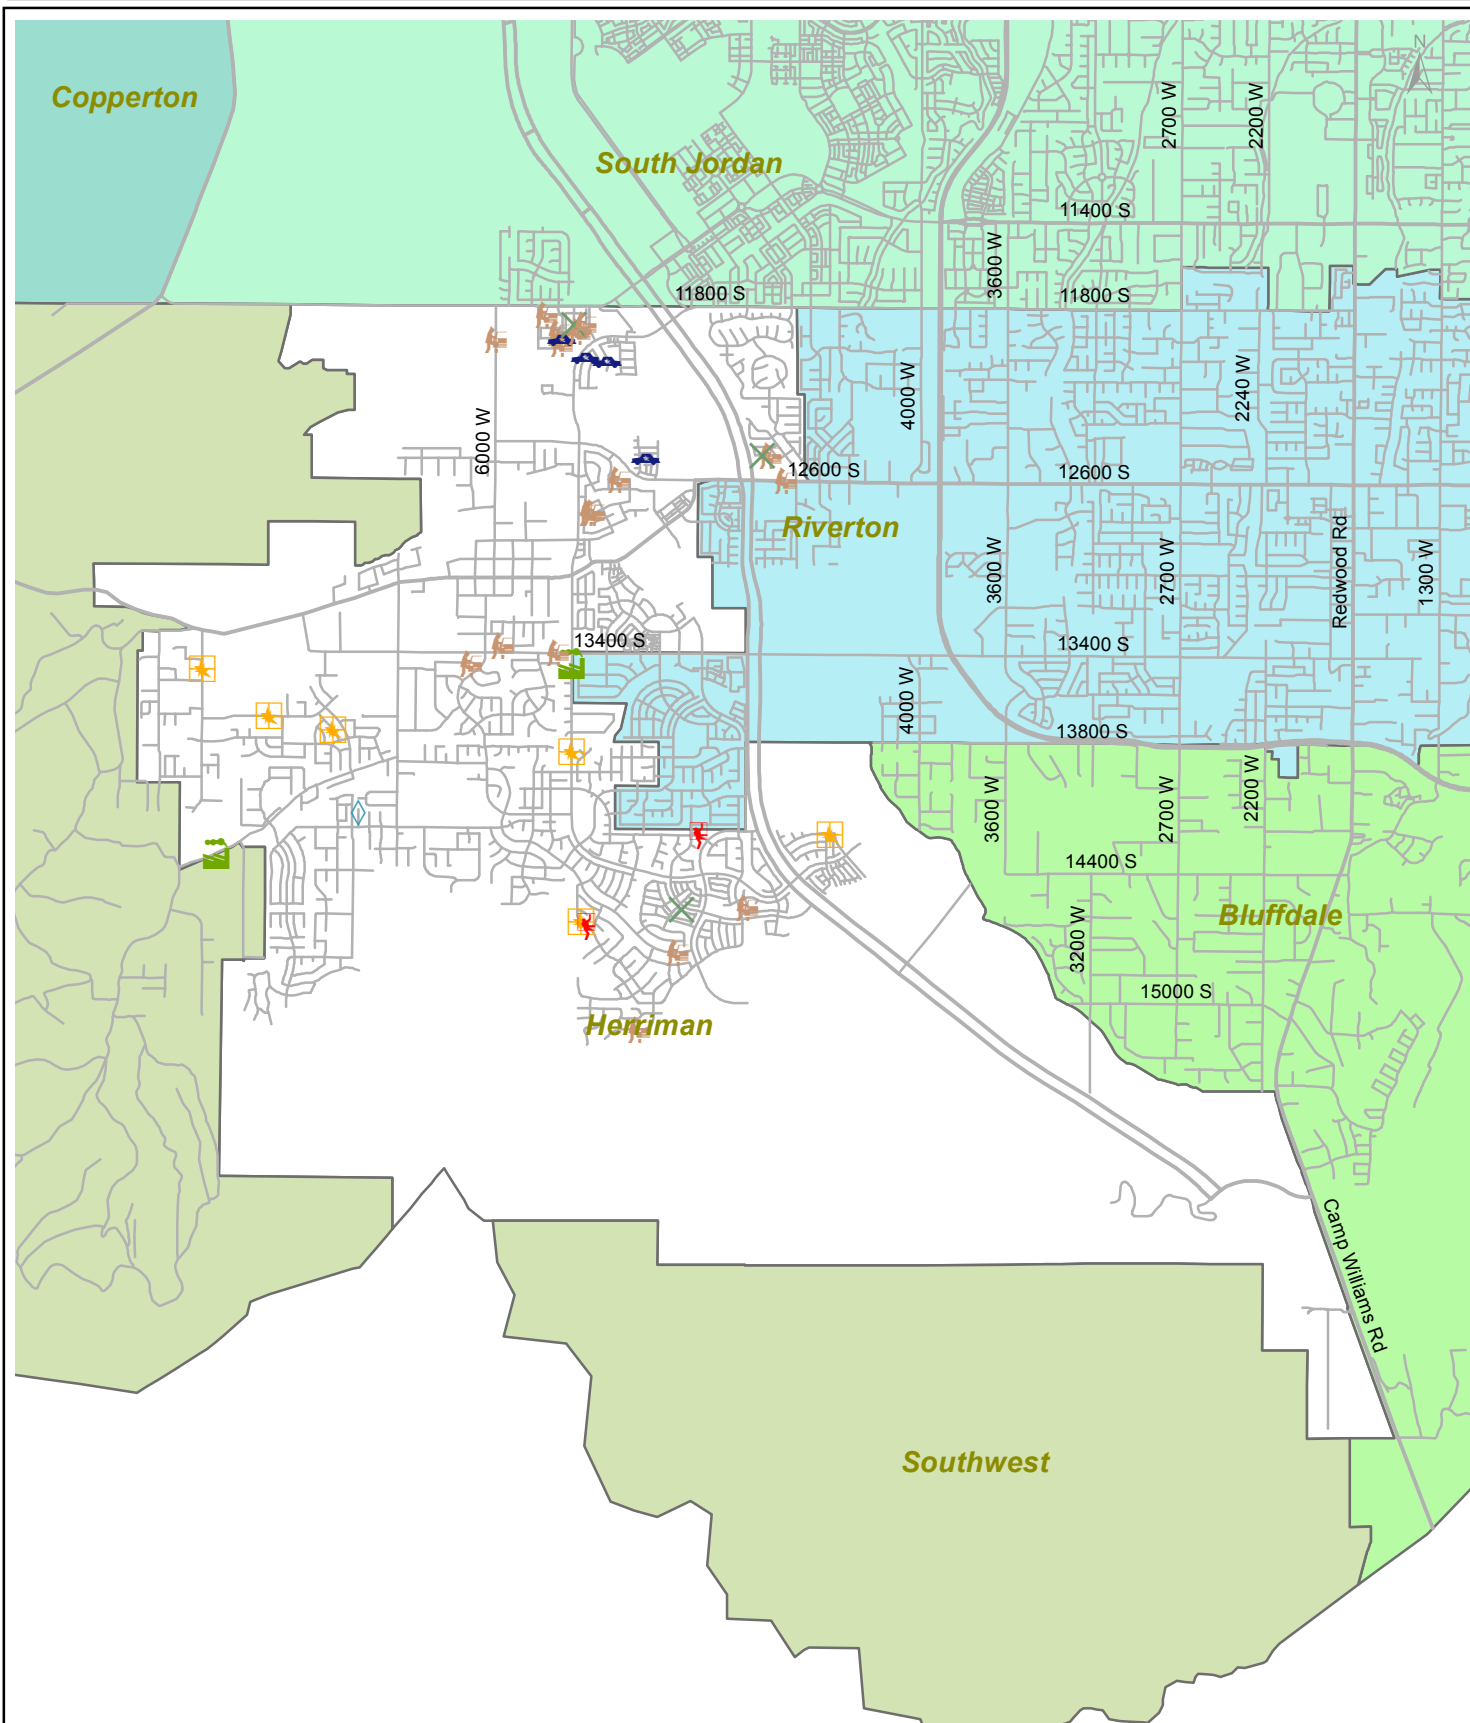 N
Copperton
South Jordan
2700 W
2200 W
11400 S
3600 W
11800 S
11800 S
4000 W
2240 W
6000 W
12600 S
12600 S
Riverton
3600 W
2700 W
Redwood Rd
1300 W
13400 S
13400 S
4000 W
13800 S
3600 W
2700 W
2200 W
14400 S
Bluffdale
3200 W
15000 S
Herriman
Camp Williams Rd
Southwest